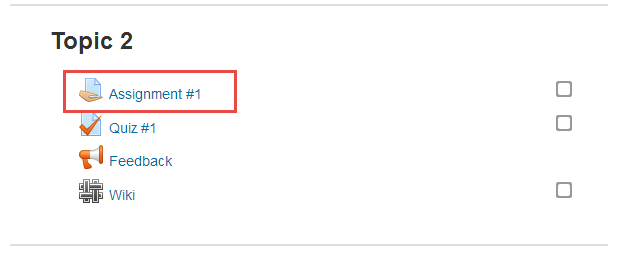 Topic 2
Assignment #1
Quiz #1
Feedback
Wiki